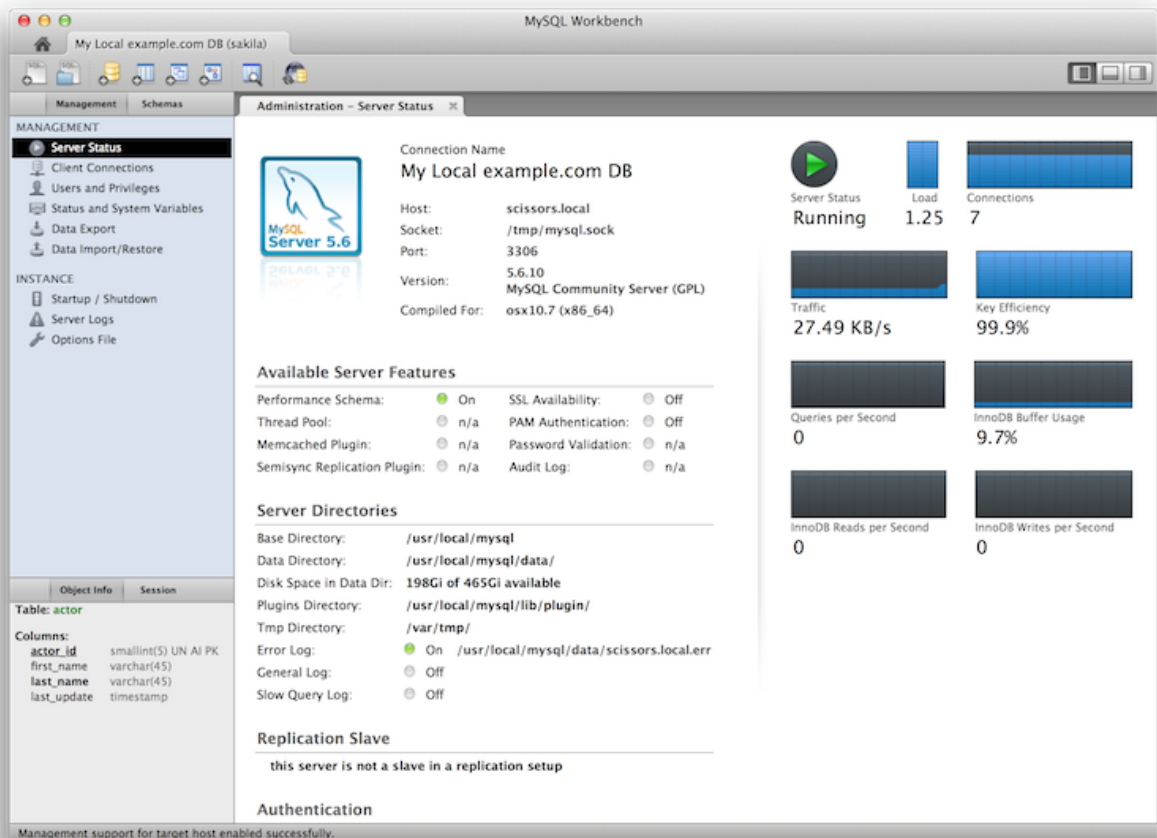 MySQL Workbench
My Local example.com DB (sakila)
Management Schemas
MANAGEMENT
Server Status
Client Connections
Users and Privileges
Status and System Variables
Data Export
Data Import/Restore
INSTANCE
Startup / Shutdown
Server Logs
Options File
Object Info Session
Table: actor
Columns:
actor_id smallint(5) UN AI PK
first_name varchar(45)
last_name varchar(45)
last_update timestamp
Administration - Server Status
MySQL
Server 5.6
Connection Name
My Local example.com DB
Host: scissors.local
Socket: /tmp/mysql.sock
Port: 3306
Version: 5.6.10
MySQL Community Server (GPL)
Compiled For: osx10.7 (x86_64)
Available Server Features
Performance Schema: On SSL Availability: Off
Thread Pool: n/a PAM Authentication: Off
Memcached Plugin: n/a Password Validation: n/a
Semisync Replication Plugin: n/a Audit Log: n/a
Server Directories
Base Directory: /usr/local/mysql
Data Directory: /usr/local/mysql/data/
Disk Space in Data Dir: 198Gi of 465Gi available
Plugins Directory: /usr/local/mysql/lib/plugin/
Tmp Directory: /var/tmp/
Error Log: On /usr/local/mysql/data/scissors.local.err
General Log: Off
Slow Query Log: Off
Replication Slave
this server is not a slave in a replication setup
Authentication
Server Status Load Connections
Running 1.25 7
Traffic Key Efficiency
27.49 KB/s 99.9%
Queries per Second InnoDB Buffer Usage
0 9.7%
InnoDB Reads per Second InnoDB Writes per Second
0 0
Management support for target host enabled successfully.